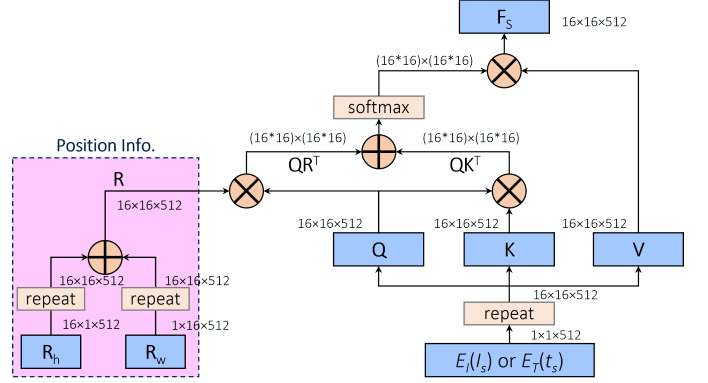 F_S
16×16×512
(16*16)×(16*16)
softmax
(16*16)×(16*16)
(16*16)×(16*16)
QR^T
QK^T
Position Info.
R
16×16×512
16×16×512
16×16×512
16×16×512
Q
K
V
16×16×512
16×16×512
repeat
repeat
16×1×512
1×16×512
R_h
R_w
16×16×512
repeat
1×1×512
E_I(I_s) or E_T(t_s)